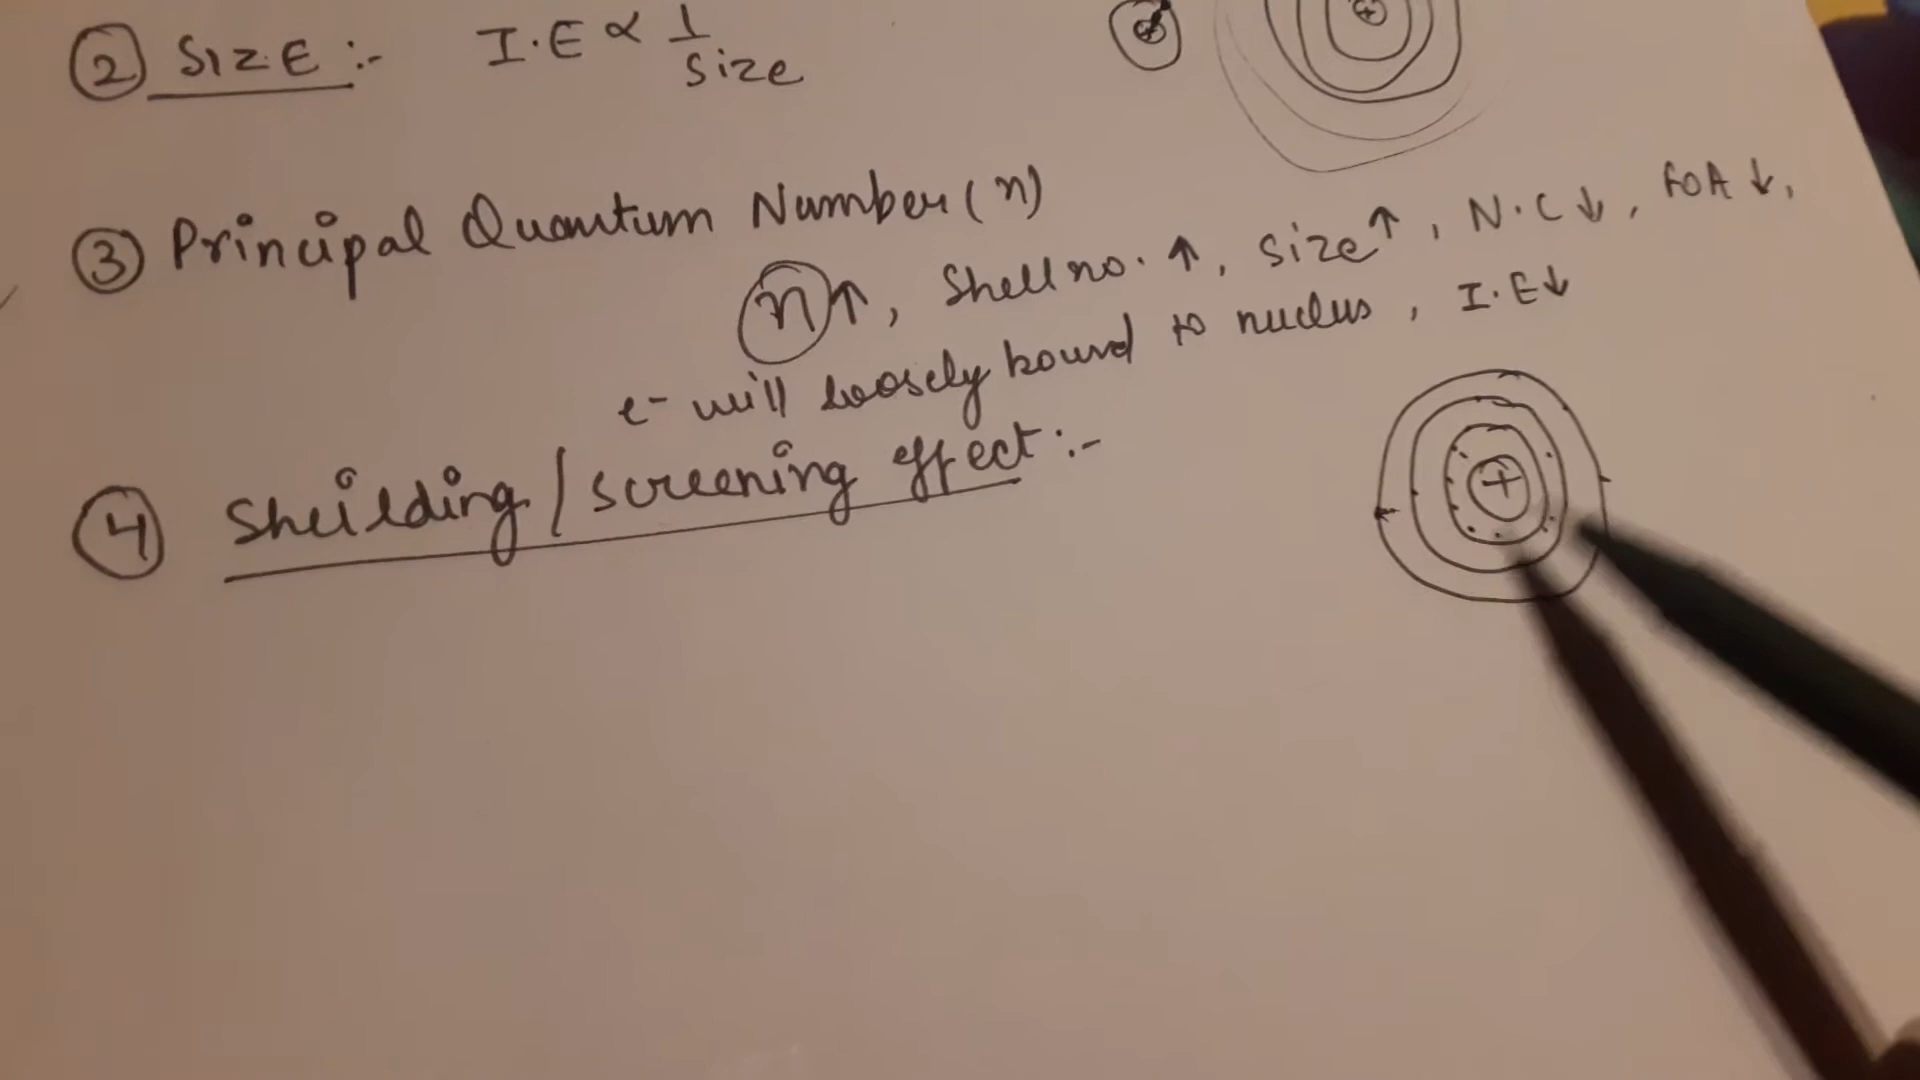 ② SIZE :- I.E ∝ 1/size
③ Principal Quantum Number (n)
n↑, Shell no. ↑, size↑, N.C↓, FOA↓,
e- will loosely bound to nucleus, I.E↓
④ Sheilding / screening effect :-
+
+